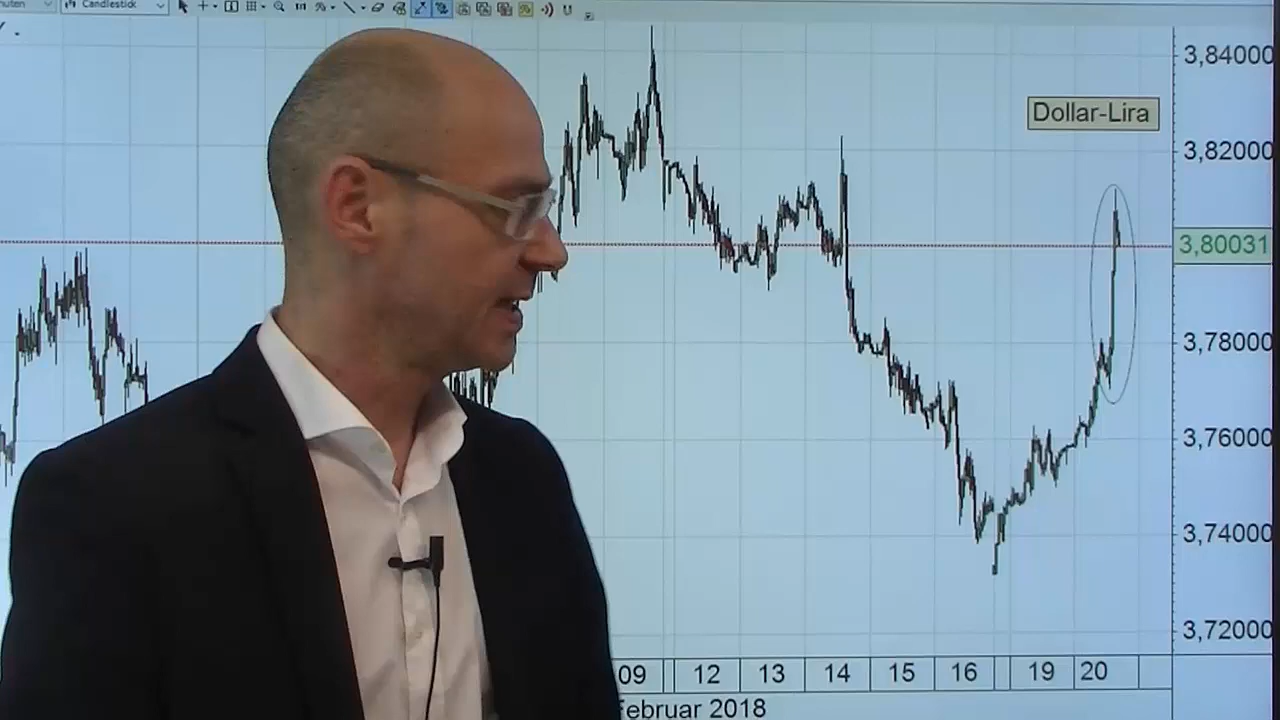 nuten
Candlestick
3,84000
Dollar-Lira
3,82000
3,80031
3,78000
3,76000
3,74000
3,72000
09 12 13 14 15 16 19 20
Februar 2018